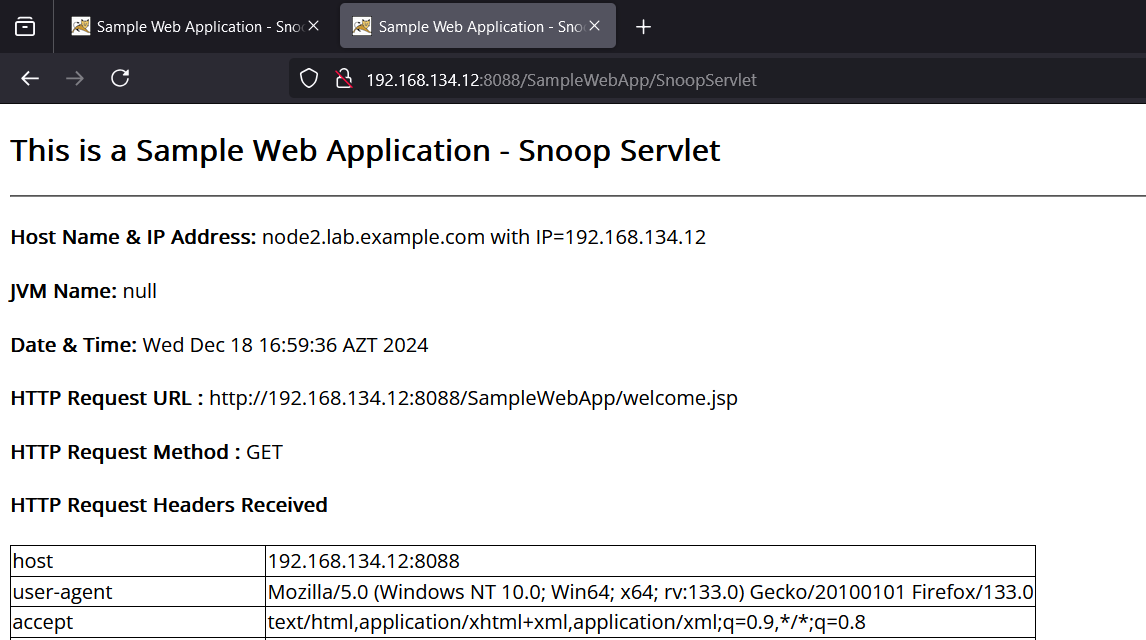 Sample Web Application - Sno
Sample Web Application - Sno
192.168.134.12:8088/SampleWebApp/SnoopServlet
This is a Sample Web Application - Snoop Servlet
Host Name & IP Address: node2.lab.example.com with IP=192.168.134.12
JVM Name: null
Date & Time: Wed Dec 18 16:59:36 AZT 2024
HTTP Request URL : http://192.168.134.12:8088/SampleWebApp/welcome.jsp
HTTP Request Method : GET
HTTP Request Headers Received
host 192.168.134.12:8088
user-agent Mozilla/5.0 (Windows NT 10.0; Win64; x64; rv:133.0) Gecko/20100101 Firefox/133.0
accept text/html,application/xhtml+xml,application/xml;q=0.9,*/*;q=0.8